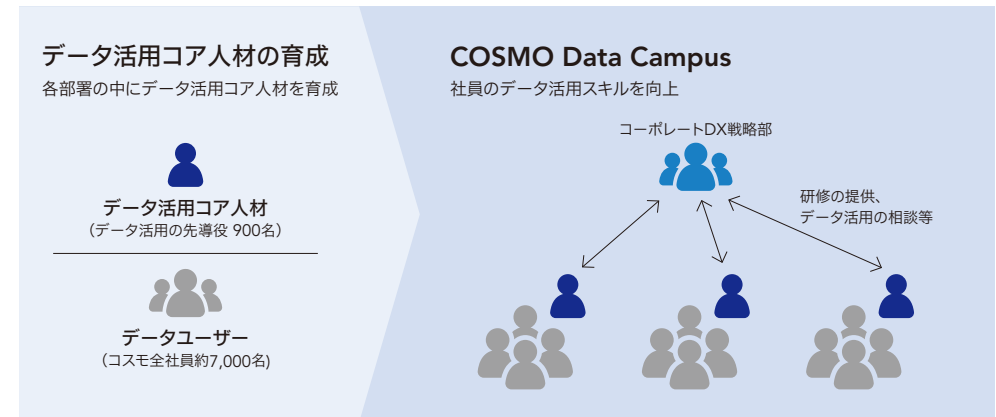 データ活用コア人材の育成
各部署の中にデータ活用コア人材を育成
データ活用コア人材
（データ活用の先導役 900名）
データユーザー
（コスモ全社員約7,000名）
COSMO Data Campus
社員のデータ活用スキルを向上
コーポレートDX戦略部
研修の提供、
データ活用の相談等